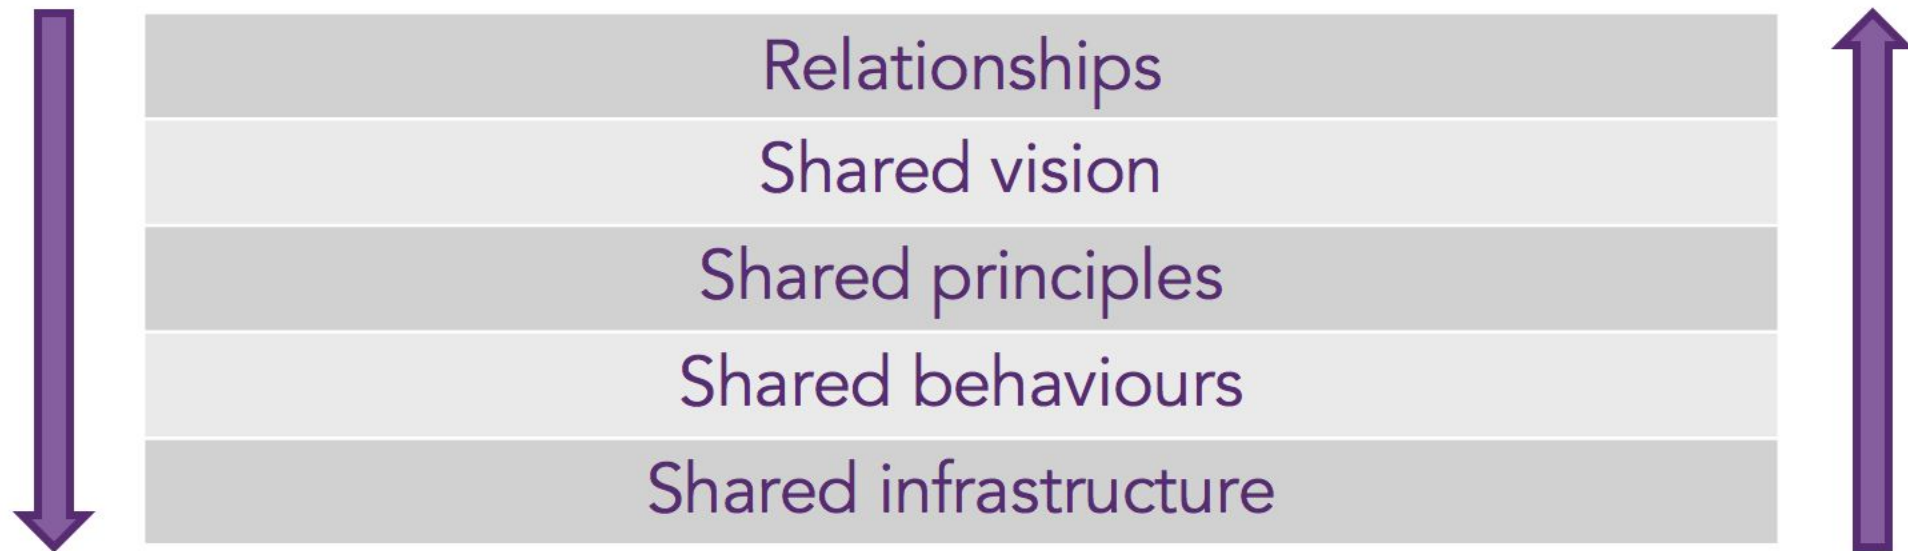 Relationships
Shared vision
Shared principles
Shared behaviours
Shared infrastructure